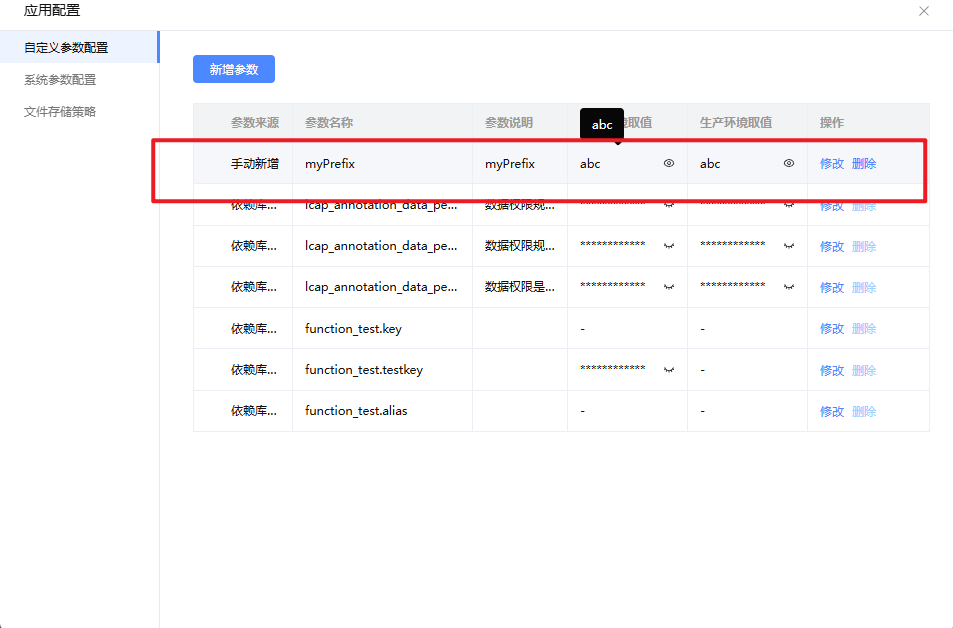 应用配置
自定义参数配置
系统参数配置
文件存储策略
新增参数
参数来源 参数名称 参数说明 境取值 生产环境取值 操作
abc
手动新增 myPrefix myPrefix abc abc 修改 删除
依赖库... lcap_annotation_data_pe... 数据权限规... ************ ************ 修改 删除
依赖库... lcap_annotation_data_pe... 数据权限规... ************ ************ 修改 删除
依赖库... lcap_annotation_data_pe... 数据权限是... ************ ************ 修改 删除
依赖库... function_test.key - - 修改 删除
依赖库... function_test.testkey ************ - 修改 删除
依赖库... function_test.alias - - 修改 删除